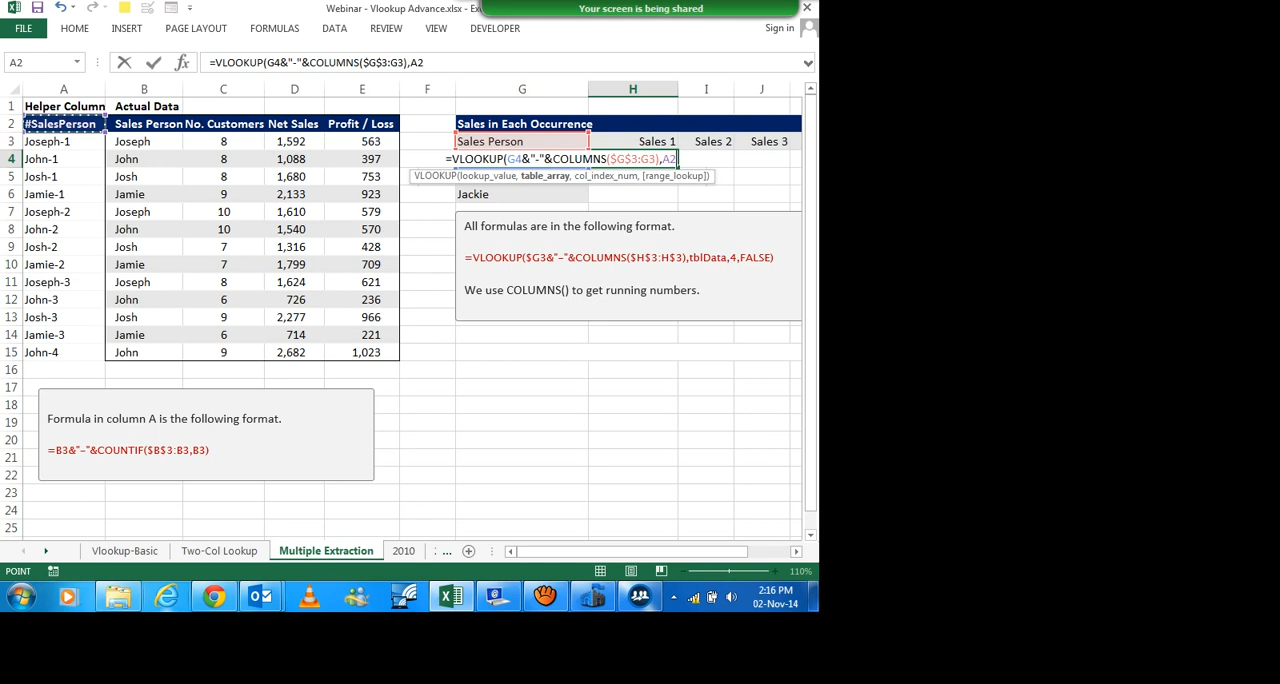 Webinar - Vlookup Advance.xlsx - Ex
Your screen is being shared
FILE HOME INSERT PAGE LAYOUT FORMULAS DATA REVIEW VIEW DEVELOPER Sign in
A2 fx =VLOOKUP(G4&"-"&COLUMNS($G$3:G3),A2
A B C D E F G H I J
1 Helper Column Actual Data
2 #SalesPerson Sales Person No. Customers Net Sales Profit / Loss Sales in Each Occurrence
3 Joseph-1 Joseph 8 1,592 563 Sales Person Sales 1 Sales 2 Sales 3
4 John-1 John 8 1,088 397 =VLOOKUP(G4&"-"&COLUMNS($G$3:G3),A2
5 Josh-1 Josh 8 1,680 753 VLOOKUP(lookup_value, table_array, col_index_num, [range_lookup])
6 Jamie-1 Jamie 9 2,133 923 Jackie
7 Joseph-2 Joseph 10 1,610 579
8 John-2 John 10 1,540 570
9 Josh-2 Josh 7 1,316 428
10 Jamie-2 Jamie 7 1,799 709
11 Joseph-3 Joseph 8 1,624 621
12 John-3 John 6 726 236
13 Josh-3 Josh 9 2,277 966
14 Jamie-3 Jamie 6 714 221
15 John-4 John 9 2,682 1,023
All formulas are in the following format.
=VLOOKUP($G3&"-"&COLUMNS($H$3:H$3),tblData,4,FALSE)
We use COLUMNS() to get running numbers.
16
17
18
19
20
21
22
23
24
25
Formula in column A is the following format.
=B3&"-"&COUNTIF($B$3:B3,B3)
Vlookup-Basic Two-Col Lookup Multiple Extraction 2010 ...
POINT 110%
2:16 PM
02-Nov-14